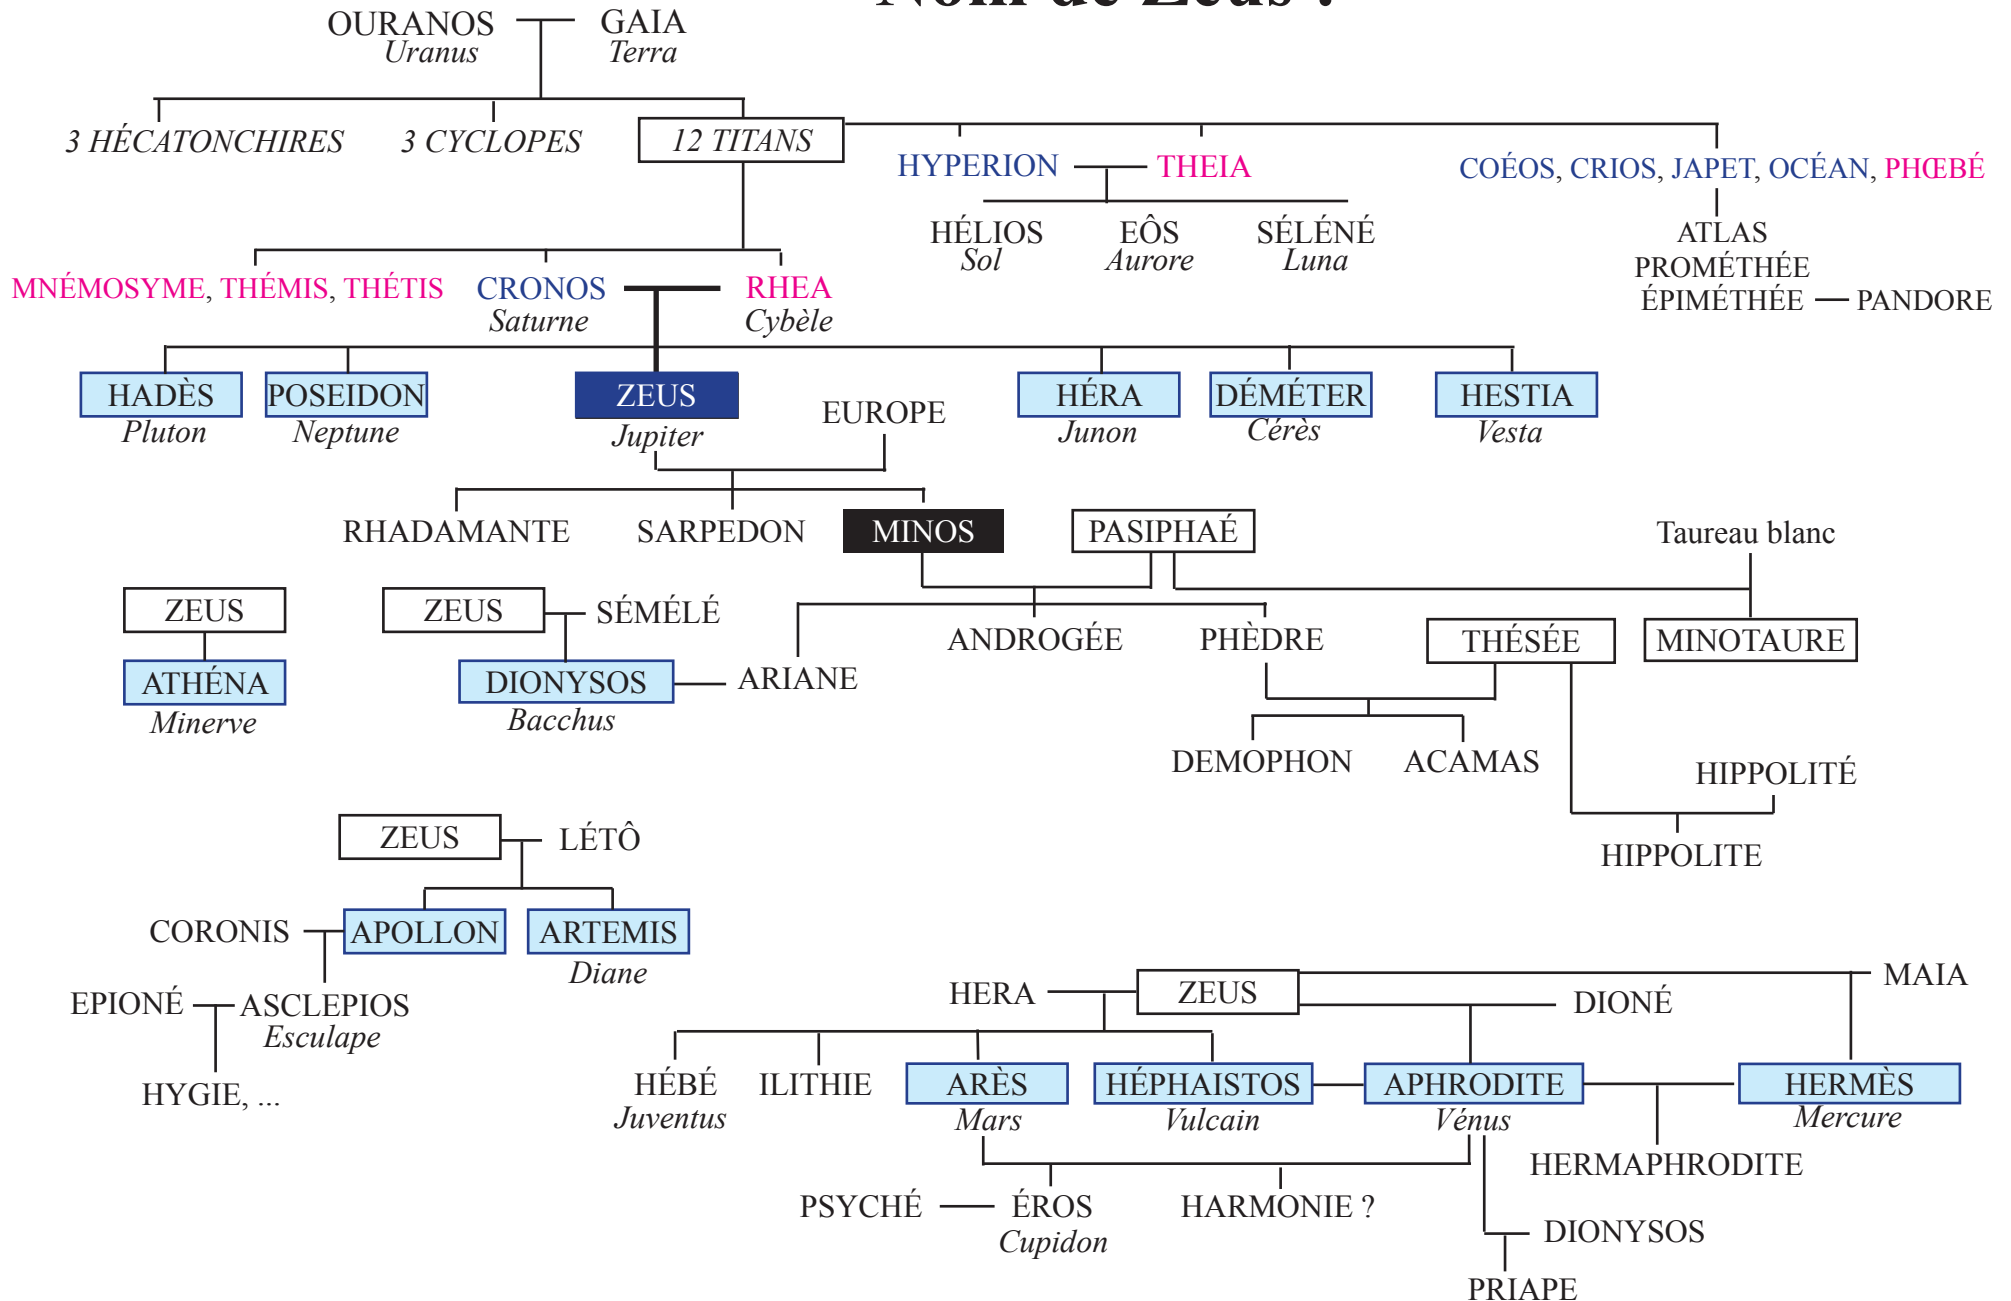 Nom de Zeus !
OURANOS GAIA
Uranus Terra
3 HÉCATONCHIRES 3 CYCLOPES 12 TITANS
HYPERION THEIA COÉOS, CRIOS, JAPET, OCÉAN, PHŒBÉ
HÉLIOS EÔS SÉLÉNÉ ATLAS
Sol Aurore Luna
PROMÉTHÉE
ÉPIMÉTHÉE PANDORE
MNÉMOSYME, THÉMIS, THÉTIS CRONOS RHEA
Saturne Cybèle
HADÈS POSEIDON ZEUS HÉRA DÉMÉTER HESTIA
EUROPE
Pluton Neptune Jupiter Junon Cérès Vesta
RHADAMANTE SARPEDON MINOS PASIPHAÉ Taureau blanc
ZEUS ZEUS SÉMÉLÉ ANDROGÉE PHÈDRE THÉSÉE MINOTAURE
ATHÉNA DIONYSOS ARIANE
Minerve Bacchus
DEMOPHON ACAMAS HIPPOLITÉ
ZEUS LÉTÔ HIPPOLITE
CORONIS APOLLON ARTEMIS
Diane
EPIONÉ ASCLEPIOS
Esculape
HYGIE, ...
HERA ZEUS MAIA
DIONÉ
HÉBÉ ILITHIE ARÈS HÉPHAISTOS APHRODITE HERMÈS
Juventus Mars Vulcain Vénus Mercure
HERMAPHRODITE
PSYCHÉ ÉROS HARMONIE ?
Cupidon DIONYSOS
PRIAPE